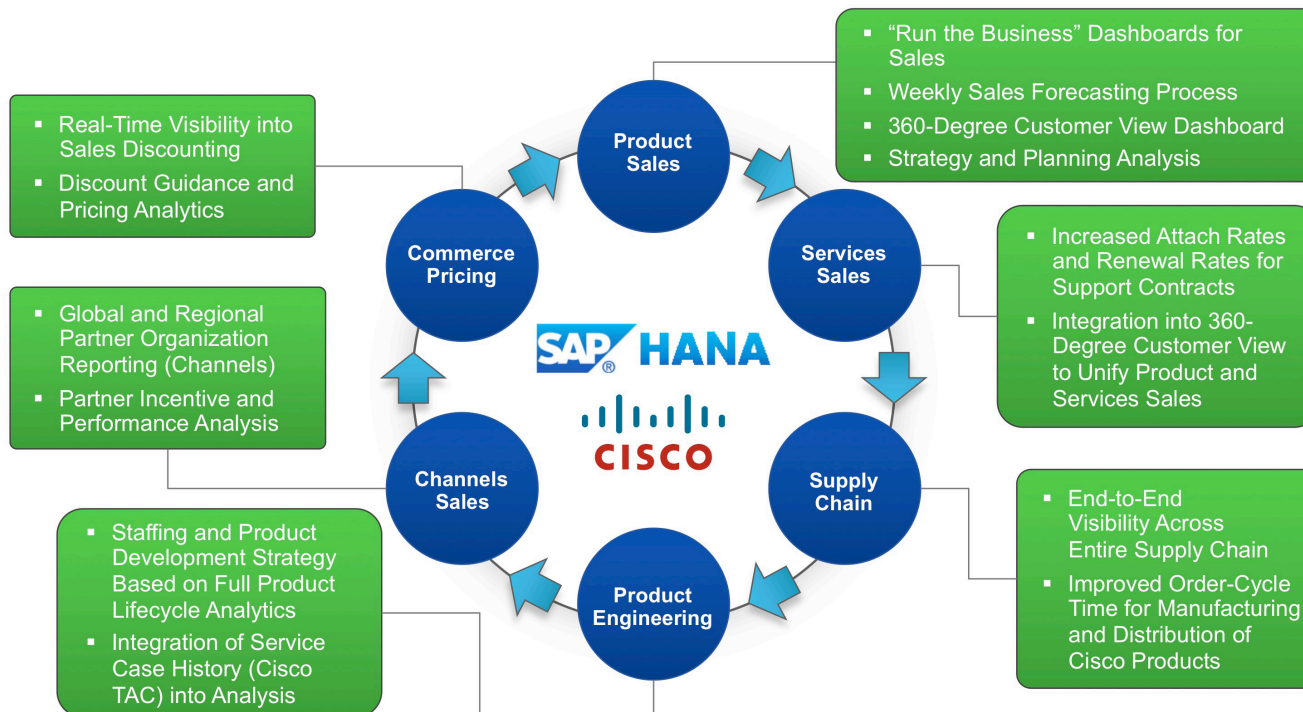 “Run the Business” Dashboards for
Sales
Weekly Sales Forecasting Process
360-Degree Customer View Dashboard
Strategy and Planning Analysis
Real-Time Visibility into
Sales Discounting
Discount Guidance and
Pricing Analytics
Product
Sales
Commerce
Pricing
Services
Sales
Increased Attach Rates
and Renewal Rates for
Support Contracts
Integration into 360-
Degree Customer View
to Unify Product and
Services Sales
Global and Regional
Partner Organization
Reporting (Channels)
Partner Incentive and
Performance Analysis
SAP® HANA
CISCO
Channels
Sales
Supply
Chain
End-to-End
Visibility Across
Entire Supply Chain
Improved Order-Cycle
Time for Manufacturing
and Distribution of
Cisco Products
Staffing and Product
Development Strategy
Based on Full Product
Lifecycle Analytics
Integration of Service
Case History (Cisco
TAC) into Analysis
Product
Engineering